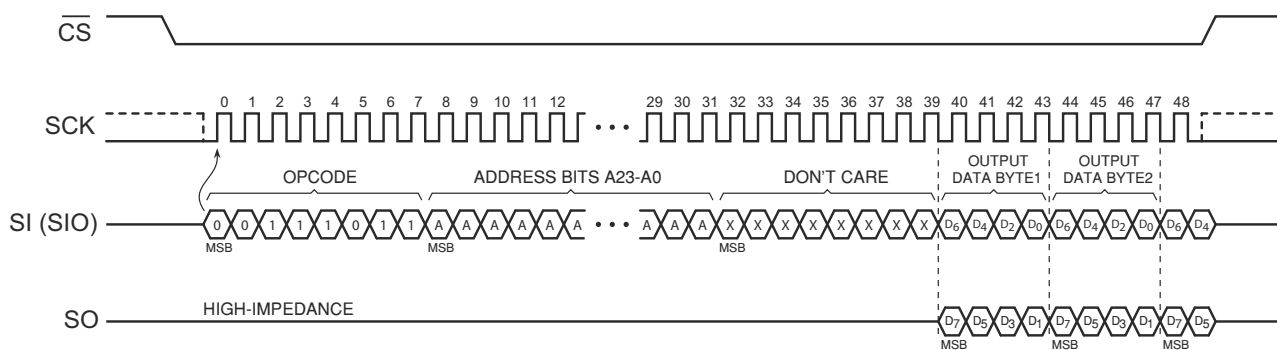 CS
SCK
0 1 2 3 4 5 6 7 8 9 10 11 12 29 30 31 32 33 34 35 36 37 38 39 40 41 42 43 44 45 46 47 48
• • •
OPCODE ADDRESS BITS A23-A0 DON'T CARE OUTPUT DATA BYTE1 OUTPUT DATA BYTE2
SI (SIO)
0 0 1 1 1 0 1 1 A A A A A A • • • A A A X X X X X X X X D6 D4 D2 D0 D6 D4 D2 D0 D6 D4
MSB MSB MSB
SO
HIGH-IMPEDANCE
D7 D5 D3 D1 D7 D5 D3 D1 D7 D5
MSB MSB MSB